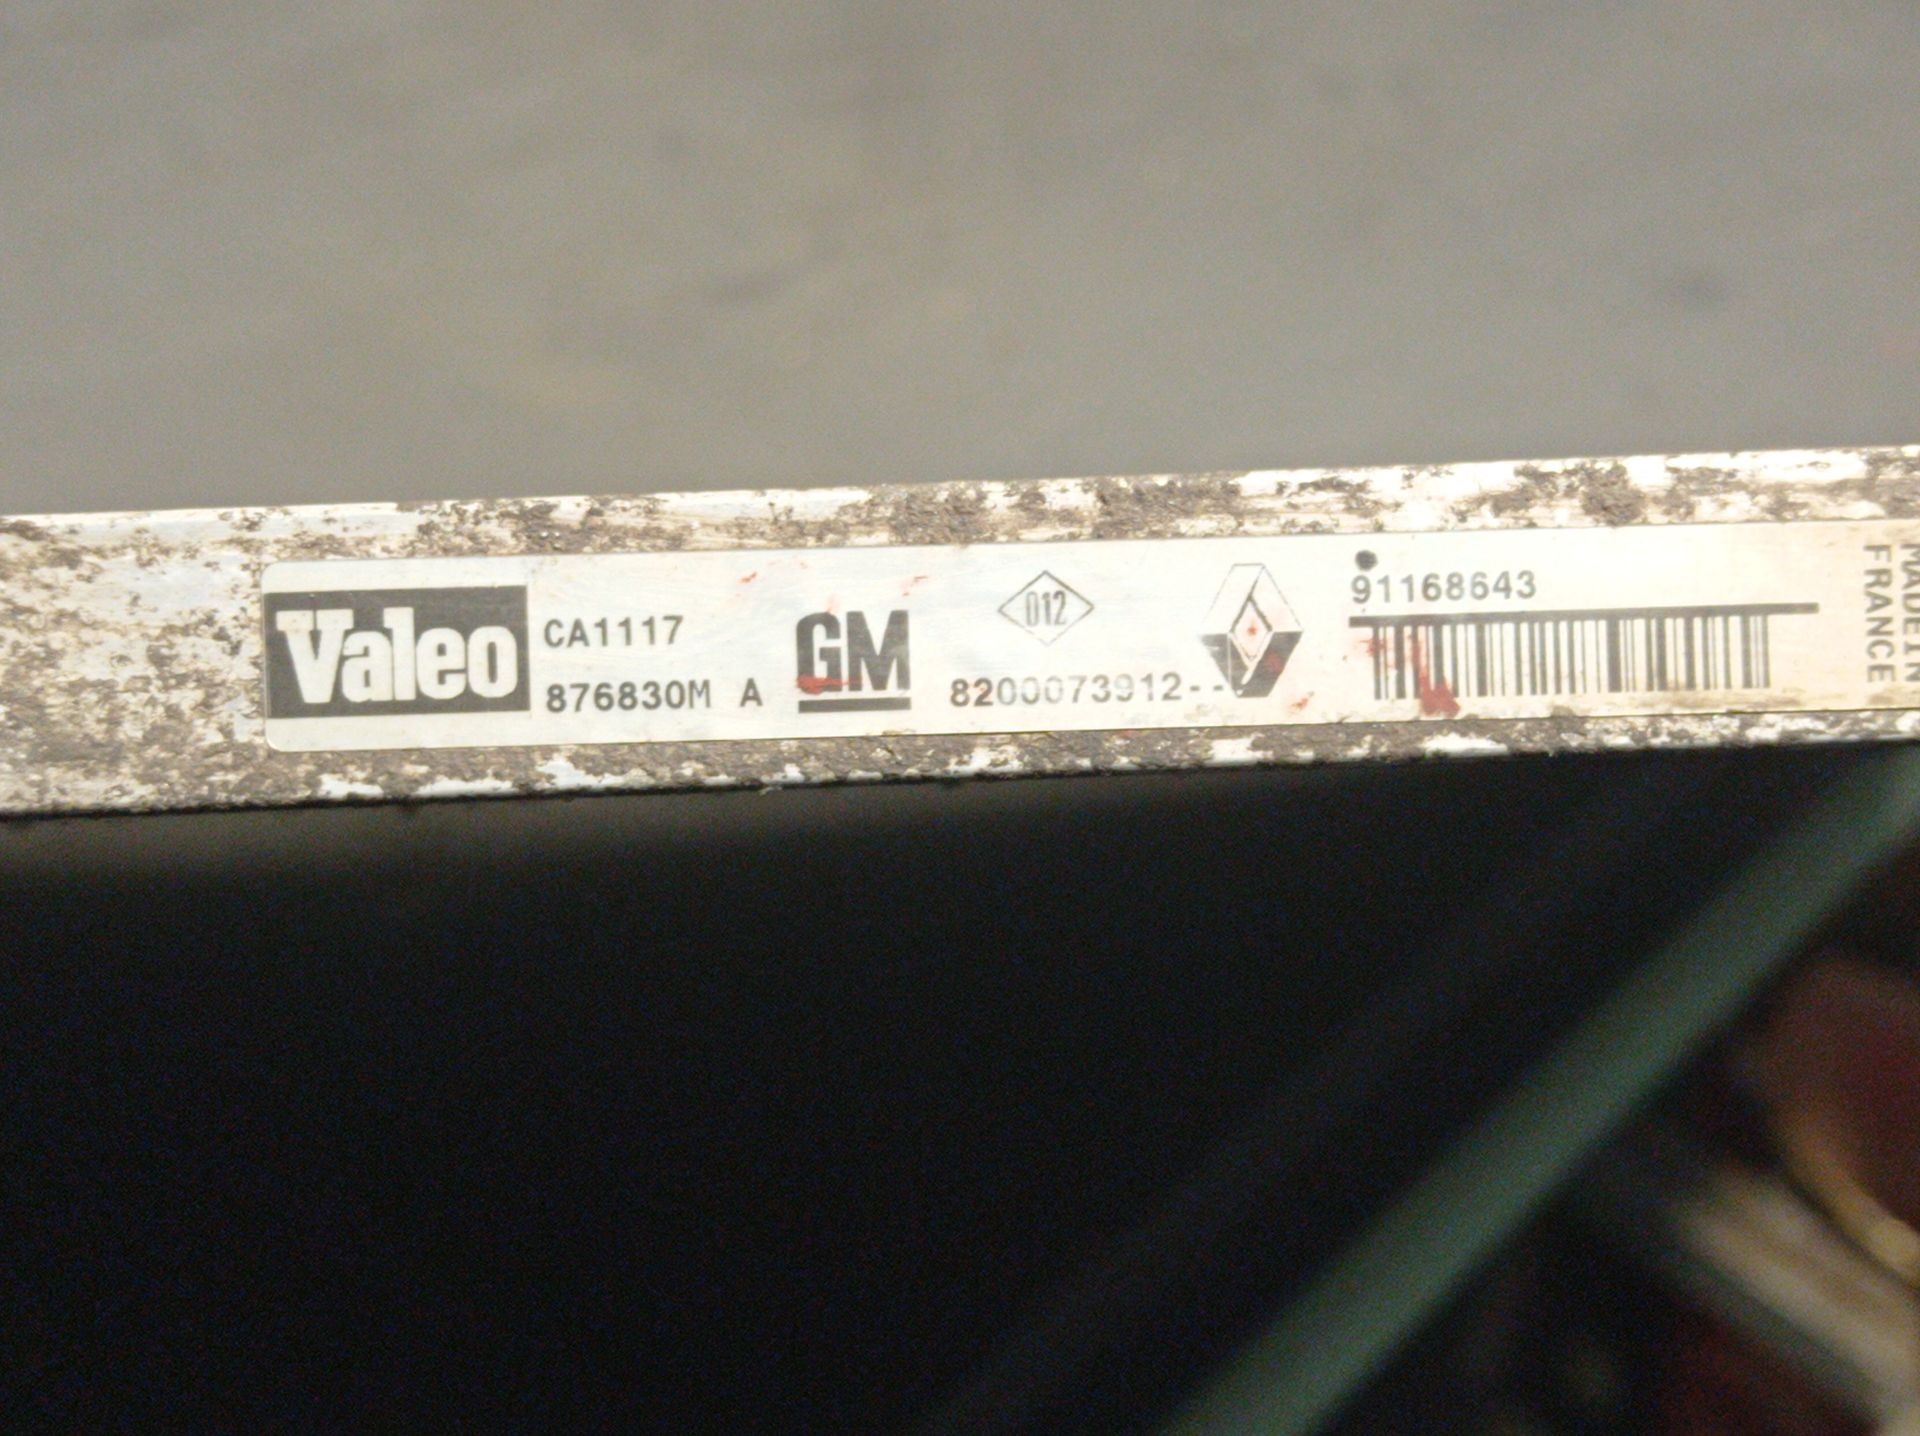 Valeo
CA1117
876830M A
GM
012
8200073912--
91168643
MADE IN
FRANCE